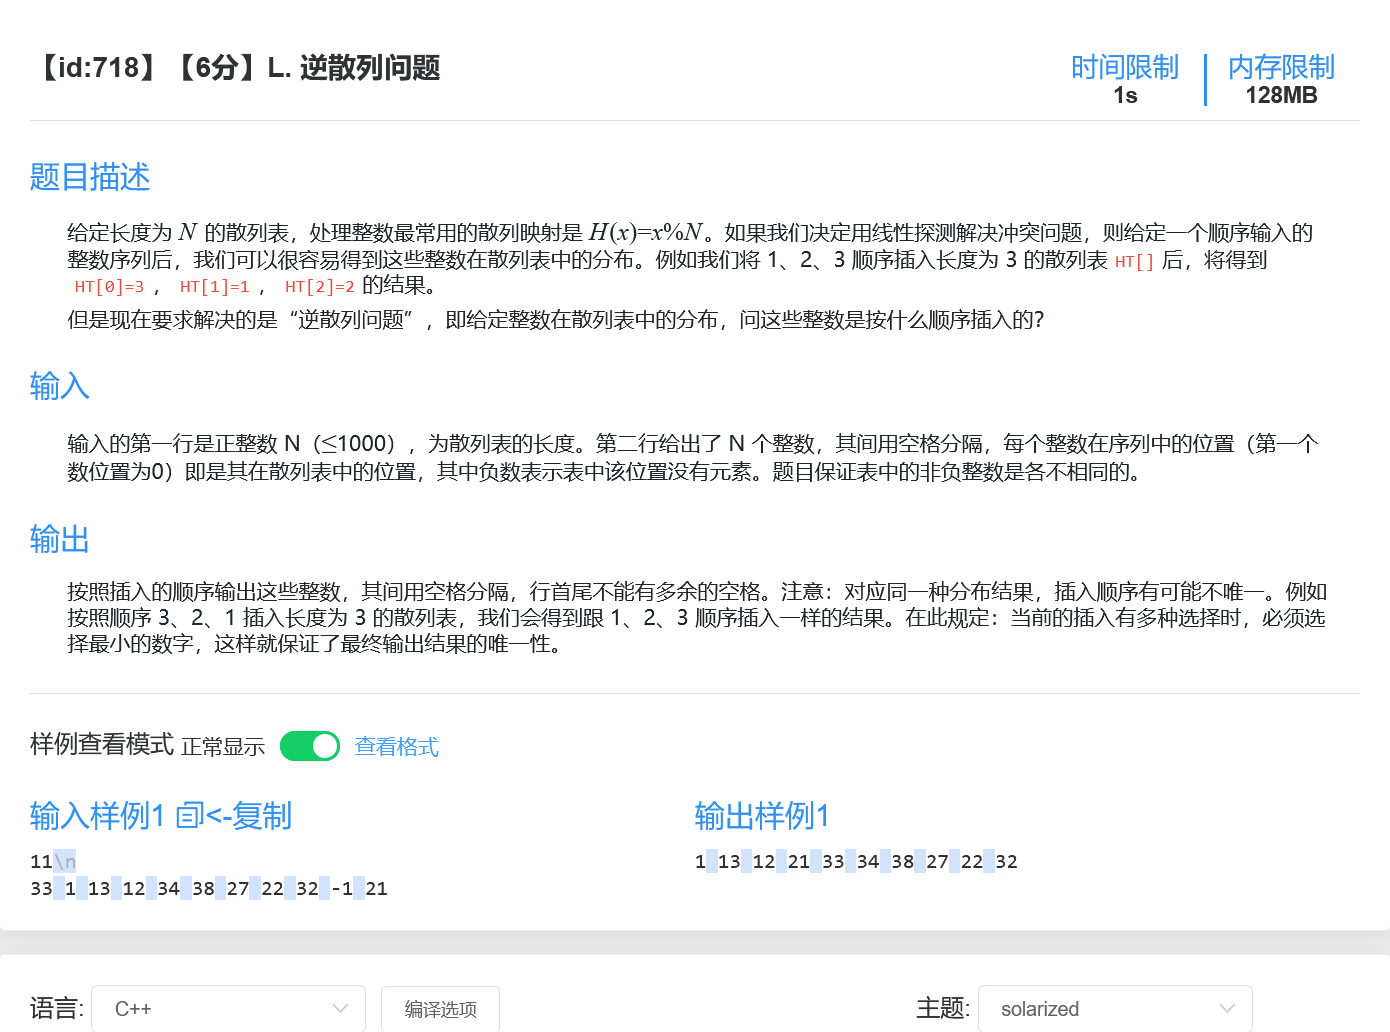 【id:718】【6分】L. 逆散列问题
时间限制
1s
内存限制
128MB
题目描述
给定长度为 N 的散列表，处理整数最常用的散列映射是 H(x)=x%N。如果我们决定用线性探测解决冲突问题，则给定一个顺序输入的
整数序列后，我们可以很容易得到这些整数在散列表中的分布。例如我们将 1、2、3 顺序插入长度为 3 的散列表 HT[] 后，将得到
HT[0]=3 ， HT[1]=1 ， HT[2]=2 的结果。
但是现在要求解决的是“逆散列问题”，即给定整数在散列表中的分布，问这些整数是按什么顺序插入的？
输入
输入的第一行是正整数 N（≤1000），为散列表的长度。第二行给出了 N 个整数，其间用空格分隔，每个整数在序列中的位置（第一个
数位置为0）即是其在散列表中的位置，其中负数表示表中该位置没有元素。题目保证表中的非负整数是各不相同的。
输出
按照插入的顺序输出这些整数，其间用空格分隔，行首尾不能有多余的空格。注意：对应同一种分布结果，插入顺序有可能不唯一。例如
按照顺序 3、2、1 插入长度为 3 的散列表，我们会得到跟 1、2、3 顺序插入一样的结果。在此规定：当前的插入有多种选择时，必须选
择最小的数字，这样就保证了最终输出结果的唯一性。
样例查看模式 正常显示 查看格式
输入样例1 <-复制
11\n
33 1 13 12 34 38 27 22 32 -1 21
输出样例1
1 13 12 21 33 34 38 27 22 32
语言: C++ 编译选项
主题: solarized